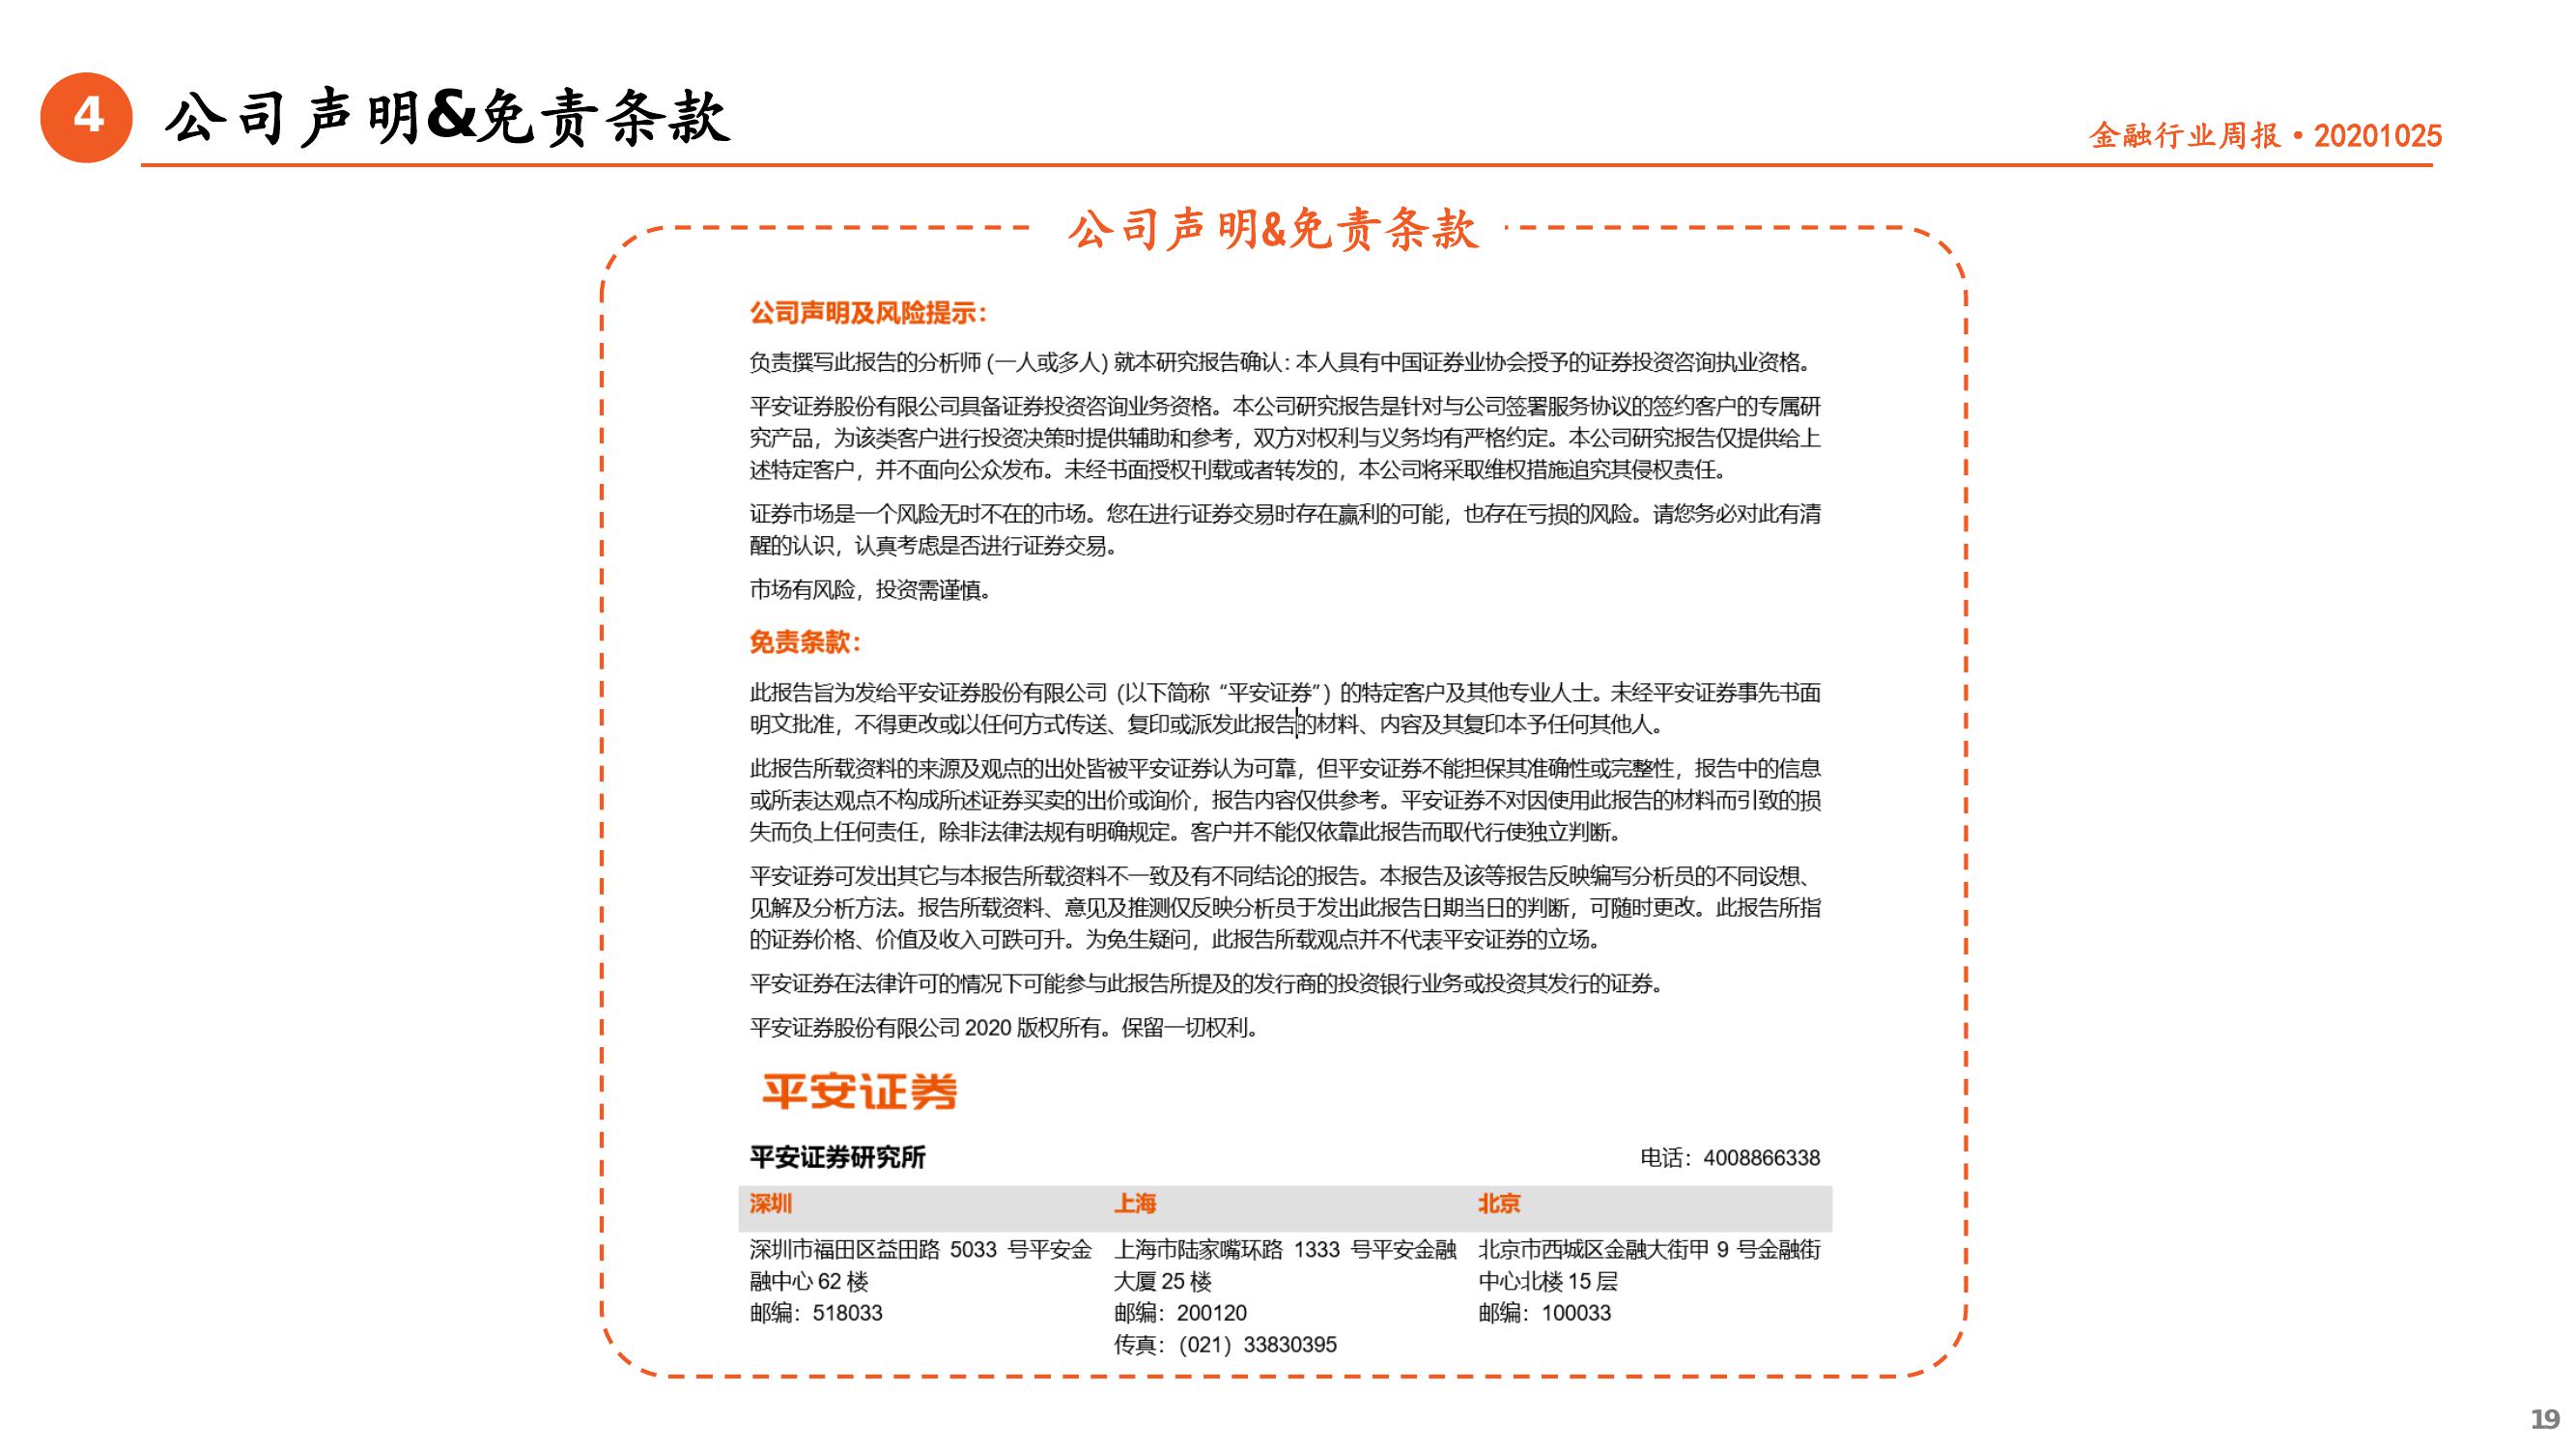 4
公司声明&免责条款
金融行业周报•20201025
公司声明&免责条款
公司声明及风险提示：
负责撰写此报告的分析师(一人或多人)就本研究报告确认：本人具有中国证券业协会授予的证券投资咨询执业资格。
平安证券股份有限公司具备证券投资咨询业务资格。本公司研究报告是针对与公司签署服务协议的签约客户的专属研
究产品，为该类客户进行投资决策时提供辅助和参考，双方对权利与义务均有严格约定。本公司研究报告仅提供给上
述特定客户，并不面向公众发布。未经书面授权刊载或者转发的，本公司将采取维权措施追究其侵权责任。
证券市场是一个风险无时不在的市场。您在进行证券交易时存在赢利的可能，也存在亏损的风险。请您务必对此有清
醒的认识，认真考虑是否进行证券交易。
市场有风险，投资需谨慎。
免责条款：
此报告旨为发给平安证券股份有限公司（以下简称“平安证券”）的特定客户及其他专业人士。未经平安证券事先书面
明文批准，不得更改或以任何方式传送、复印或派发此报告的材料、内容及其复印本予任何其他人。
此报告所载资料的来源及观点的出处皆被平安证券认为可靠，但平安证券不能担保其准确性或完整性，报告中的信息
或所表达观点不构成所述证券买卖的出价或询价，报告内容仅供参考。平安证券不对因使用此报告的材料而引致的损
失而负上任何责任，除非法律法规有明确规定。客户并不能仅依靠此报告而取代行使独立判断。
平安证券可发出其它与本报告所载资料不一致及有不同结论的报告。本报告及该等报告反映编写分析员的不同设想、
见解及分析方法。报告所载资料、意见及推测仅反映分析员于发出此报告日期当日的判断，可随时更改。此报告所指
的证券价格、价值及收入可跌可升。为免生疑问，此报告所载观点并不代表平安证券的立场。
平安证券在法律许可的情况下可能参与此报告所提及的发行商的投资银行业务或投资其发行的证券。
平安证券股份有限公司 2020 版权所有。保留一切权利。
平安证券
平安证券研究所 电话：4008866338
深圳 上海 北京
深圳市福田区益田路 5033 号平安金 上海市陆家嘴环路 1333 号平安金融 北京市西城区金融大街甲 9 号金融街
融中心 62 楼 大厦 25 楼 中心北楼 15 层
邮编：518033 邮编：200120 邮编：100033
传真：（021）33830395
19